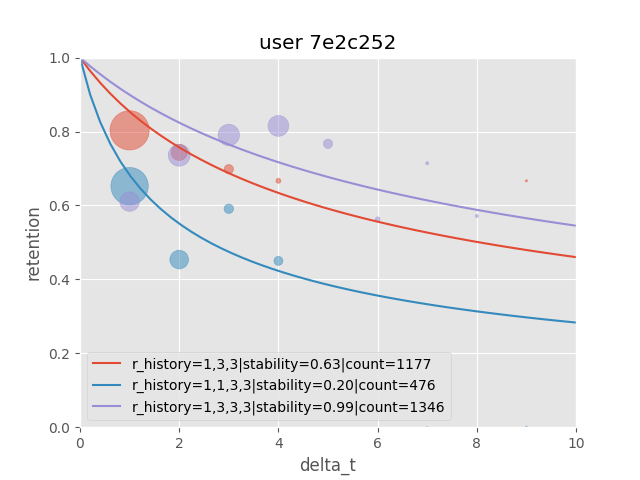 user 7e2c252
1.0
0.8
0.6
0.4
0.2
0.0
retention
r_history=1,3,3|stability=0.63|count=1177
r_history=1,1,3,3|stability=0.20|count=476
r_history=1,3,3,3|stability=0.99|count=1346
0 2 4 6 8 10
delta_t